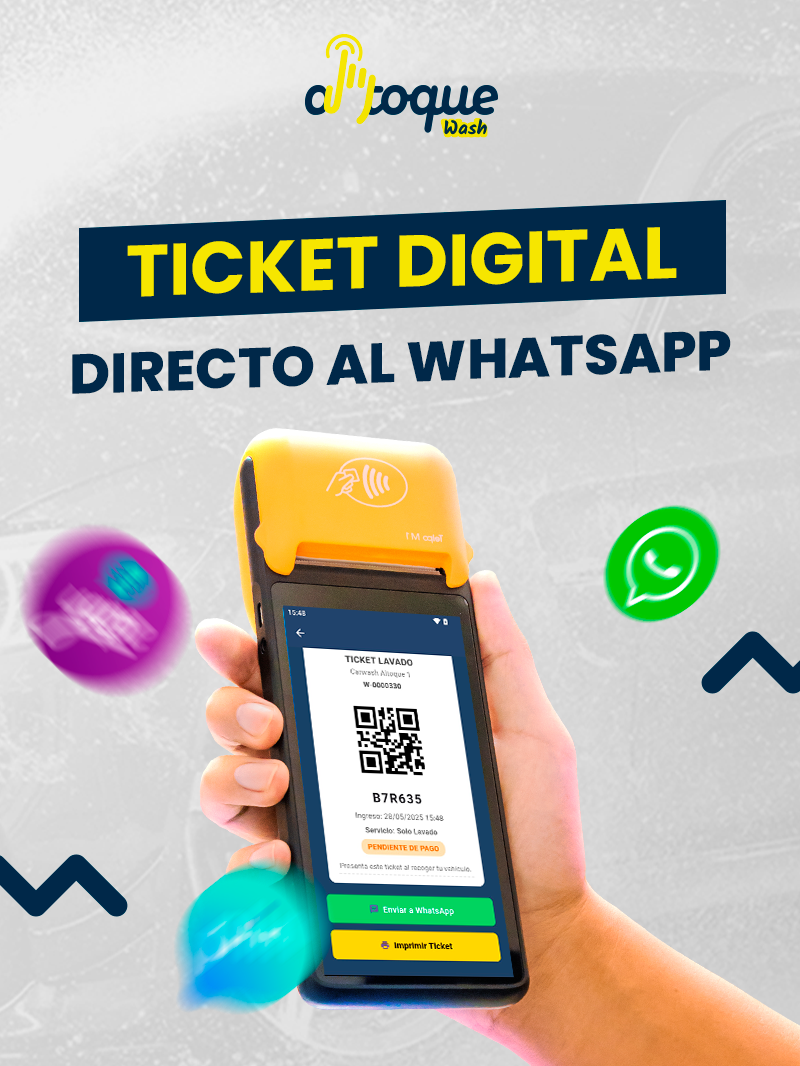 altoque
Wash
TICKET DIGITAL
DIRECTO AL WHATSAPP
15:48
TICKET LAVADO
Carwash Altoque 1
W-0000330
B7R635
Ingreso: 28/05/2025 15:48
Servicio: Solo Lavado
PENDIENTE DE PAGO
Presenta este ticket al recoger tu vehículo.
Enviar a WhatsApp
Imprimir Ticket